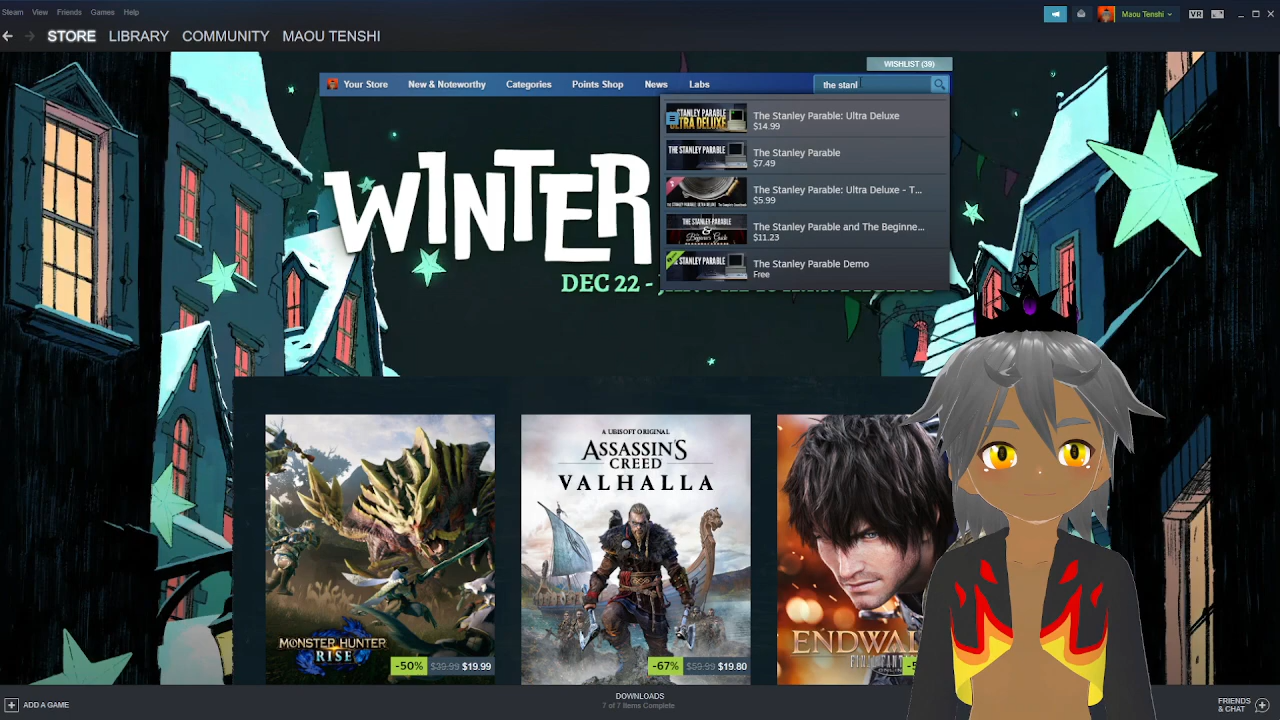 Steam View Friends Games Help
Maou Tenshi
VR
STORE LIBRARY COMMUNITY MAOU TENSHI
WISHLIST (39)
Your Store New & Noteworthy Categories Points Shop News Labs
the stanl
The Stanley Parable: Ultra Deluxe
$14.99
The Stanley Parable
$7.49
The Stanley Parable: Ultra Deluxe - T...
$5.99
The Stanley Parable and The Beginne...
$11.23
The Stanley Parable Demo
Free
WINTER
DEC 22 -
A UBISOFT ORIGINAL
ASSASSIN'S
CREED
VALHALLA
MONSTER HUNTER
RISE
-50% $39.99 $19.99
-67% $59.99 $19.80
ADD A GAME
DOWNLOADS
7 of 7 Items Complete
FRIENDS
& CHAT